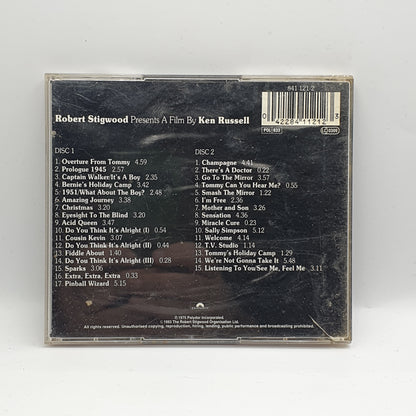 841 121 2
0 42284 11212 3
Robert Stigwood Presents A Film By Ken Russell
DISC 1
1. Overture From Tommy 4.59
2. Prologue 1945 2.57
3. Captain Walker/It's A Boy 2.35
4. Bernie's Holiday Camp 3.42
5. 1951/What About The Boy? 2.48
6. Amazing Journey 3.38
7. Christmas 3.20
8. Eyesight To The Blind 3.20
9. Acid Queen 3.47
10. Do You Think It's Alright (I) 0.54
11. Cousin Kevin 3.07
12. Do You Think It's Alright (II) 0.44
13. Fiddle About 1.40
14. Do You Think It's Alright (III) 0.28
15. Sparks 3.06
16. Extra, Extra, Extra 0.33
17. Pinball Wizard 5.15
DISC 2
1. Champagne 4.41
2. There's A Doctor 0.22
3. Go To The Mirror 3.57
4. Tommy Can You Hear Me? 0.55
5. Smash The Mirror 1.22
6. I'm Free 2.36
7. Mother and Son 3.26
8. Sensation 4.36
9. Miracle Cure 0.23
10. Sally Simpson 5.12
11. Welcome 4.14
12. T.V. Studio 1.14
13. Tommy's Holiday Camp 1.29
14. We're Not Gonna Take It 5.48
15. Listening To You/See Me, Feel Me 3.11
℗ 1975 Polydor Incorporated.
All rights reserved. Unauthorised copying, reproduction, hiring, lending, public performance and broadcasting prohibited.